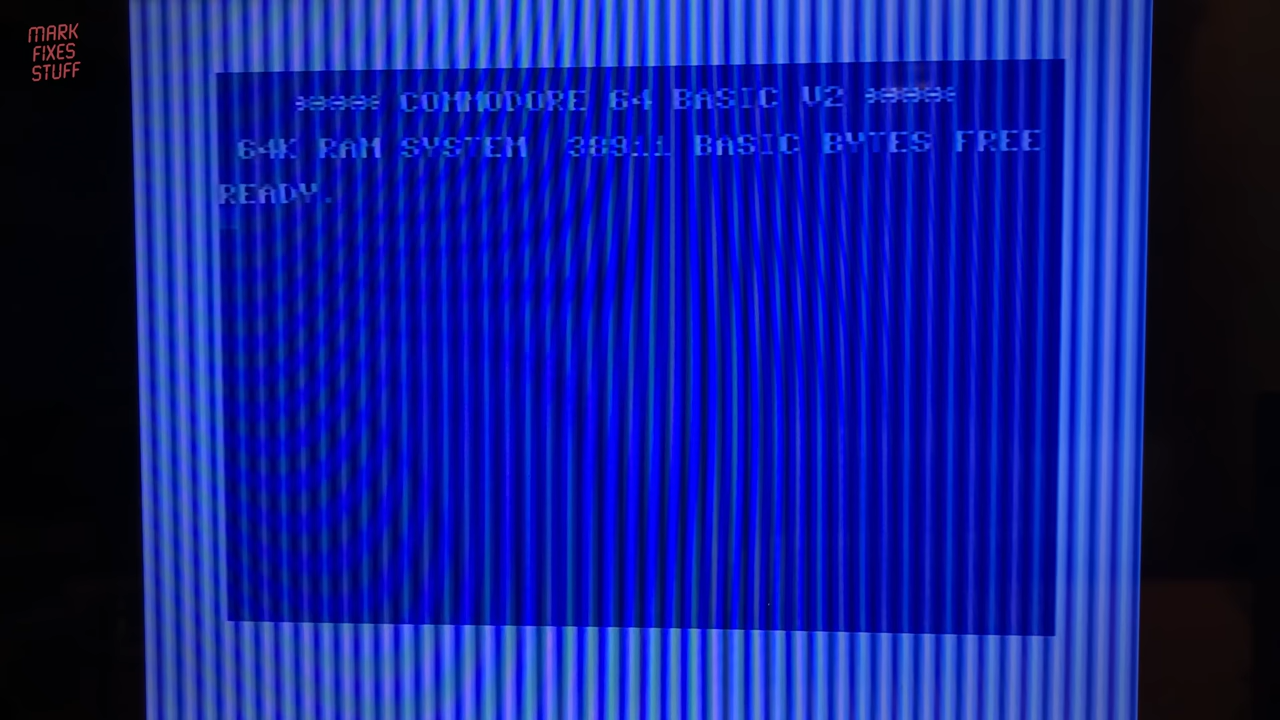 MARK
FIXES
STUFF
**** COMMODORE 64 BASIC V2 ****
64K RAM SYSTEM 38911 BASIC BYTES FREE
READY.